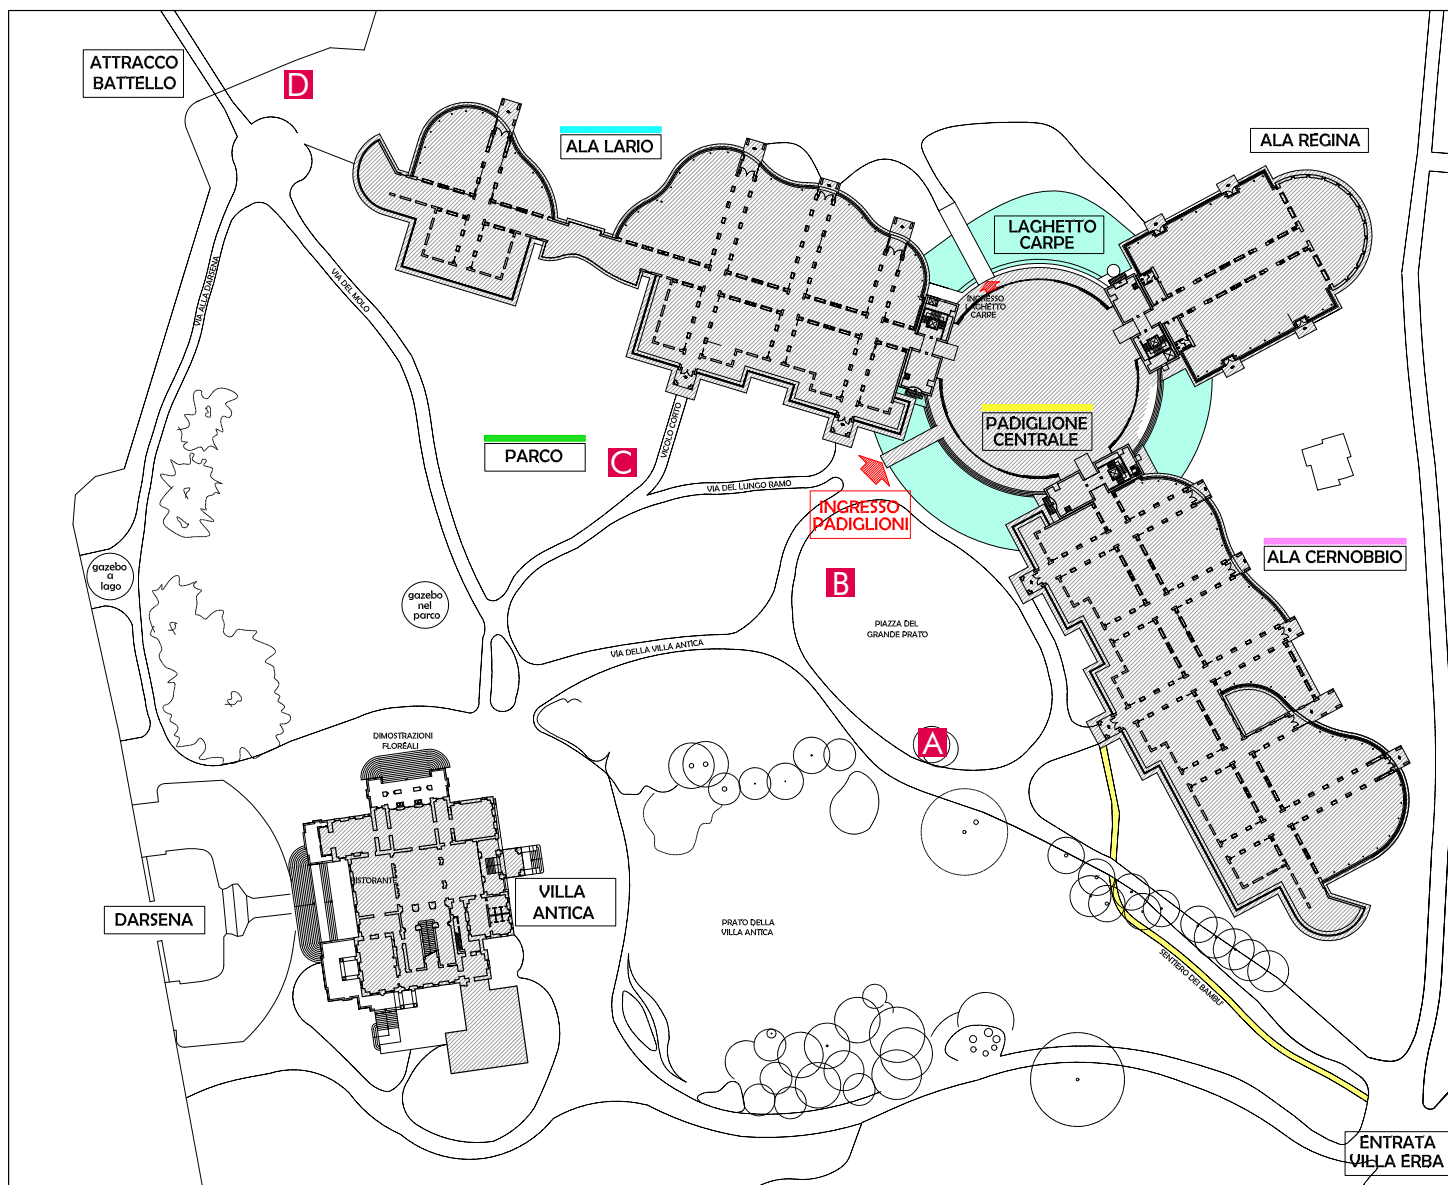 ATTRACCO
BATTELLO
D
ALA LARIO
ALA REGINA
LAGHETTO
CARPE
INGRESSO
LAGHETTO
CARPE
VIA ALLA DARSENA
VIA DEL MOLO
PADIGLIONE
CENTRALE
VICOLO CORTO
PARCO
C
VIA DEL LUNGO RAMO
INGRESSO
PADIGLIONI
ALA CERNOBBIO
gazebo
a
lago
gazebo
nel
parco
B
PIAZZA DEL
GRANDE PRATO
VIA DELLA VILLA ANTICA
DIMOSTRAZIONI
FLOREALI
A
RISTORANT
VILLA
ANTICA
DARSENA
PRATO DELLA
VILLA ANTICA
SENTIERO DEI BAMBU'
ENTRATA
VILLA ERBA